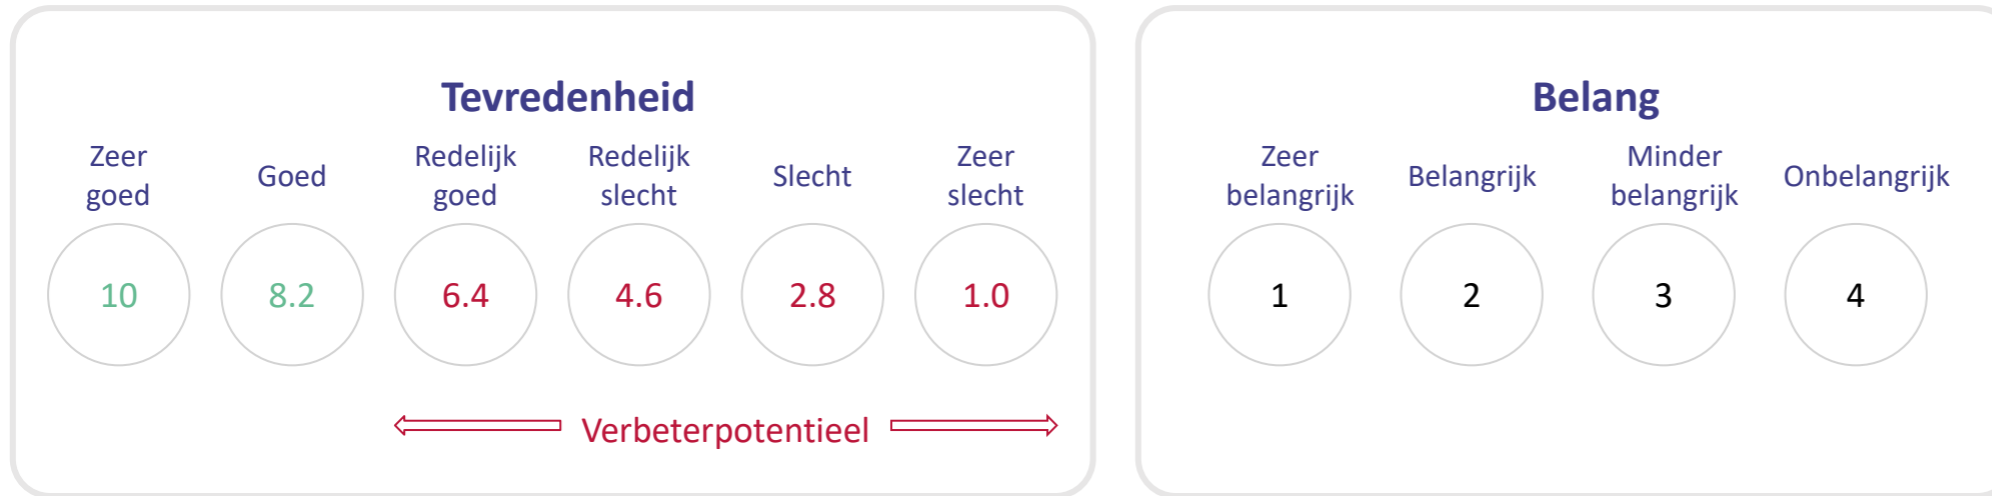 Tevredenheid
Zeer
goed
Goed
Redelijk
goed
Redelijk
slecht
Slecht
Zeer
slecht
10
8.2
6.4
4.6
2.8
1.0
Verbeterpotentieel
Belang
Zeer
belangrijk
Belangrijk
Minder
belangrijk
Onbelangrijk
1
2
3
4